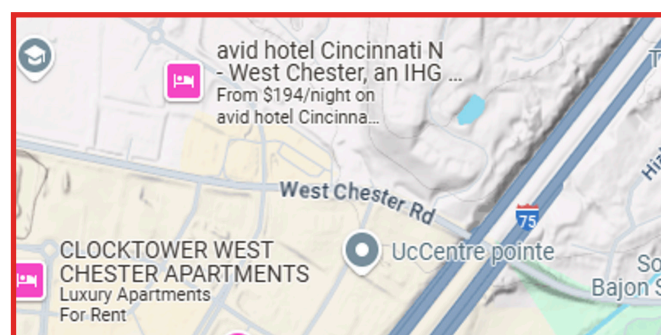 avid hotel Cincinnati N
- West Chester, an IHG ...
From $194/night on
avid hotel Cincinna...
West Chester Rd
75
CLOCKTOWER WEST
CHESTER APARTMENTS
Luxury Apartments
For Rent
UcCentre pointe
So
Bajon S